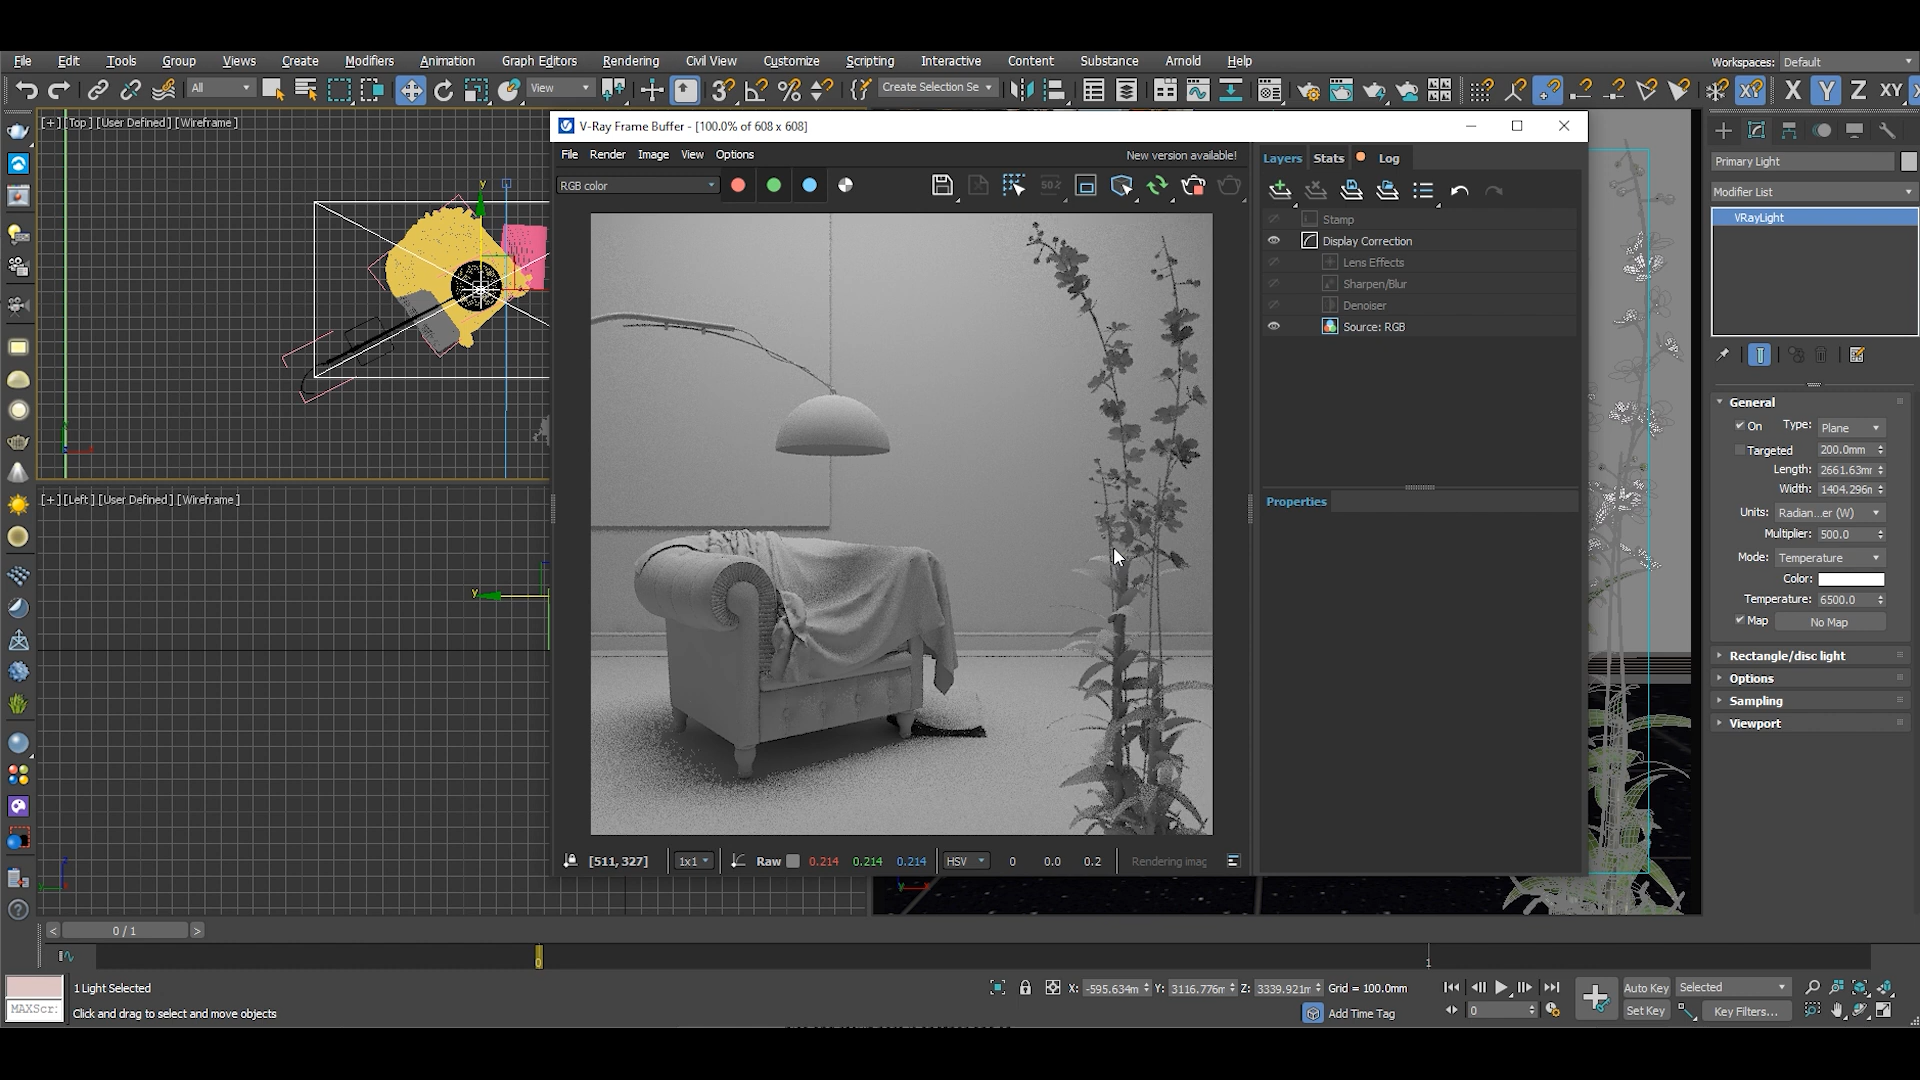 File Edit Tools Group Views Create Modifiers Animation Graph Editors Rendering Civil View Customize Scripting Interactive Content Substance Arnold Help
Workspaces: Default
All View Create Selection Se X Y Z XY
[+] [Top] [User Defined] [Wireframe]
V-Ray Frame Buffer - [100.0% of 608 x 608]
File Render Image View Options New version available!
RGB color
50%
Layers Stats Log
Stamp
Display Correction
Lens Effects
Sharpen/Blur
Denoiser
Source: RGB
Properties
[511, 327] 1x1 Raw 0.214 0.214 0.214 HSV 0 0.0 0.2 Rendering imag
y
[+] [Left] [User Defined] [Wireframe]
y
Primary Light
Modifier List
VRayLight
General
On Type: Plane
Targeted 200.0mm
Length: 2661.63mr
Width: 1404.296n
Units: Radian...er (W)
Multiplier: 500.0
Mode: Temperature
Color:
Temperature: 6500.0
Map No Map
Rectangle/disc light
Options
Sampling
Viewport
< 0 / 1 >
0 1
1 Light Selected
MAXScr:
Click and drag to select and move objects
X: -595.634m Y: 3116.776m Z: 3339.921m Grid = 100.0mm
Add Time Tag
0
Auto Key Selected
Set Key Key Filters...